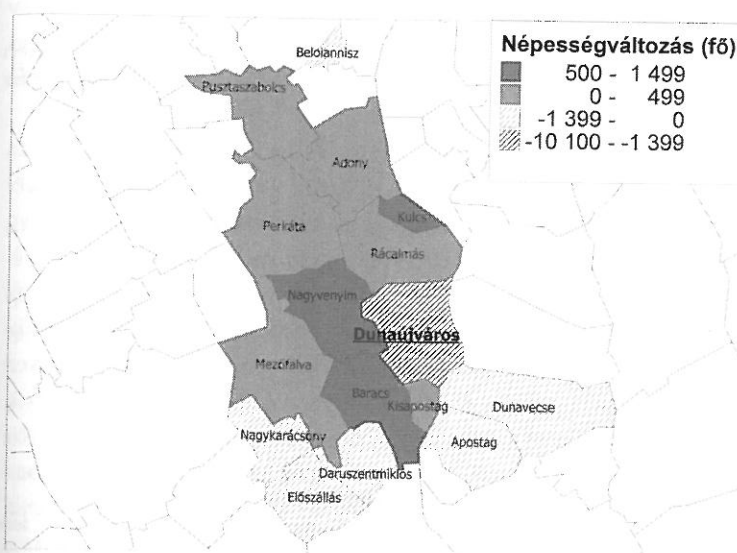 Népességváltozás (fő)
500 - 1 499
0 - 499
-1 399 - 0
-10 100 - -1 399
Beloiannisz
Pusztaszabolcs
Adony
Kulcs
Perkáta
Rácalmás
Nagyvenyim
Dunaújváros
Mezőfalva
Baracs
Kisapostag
Dunavecse
Nagykarácsony
Apostag
Daruszentmiklós
Előszállás